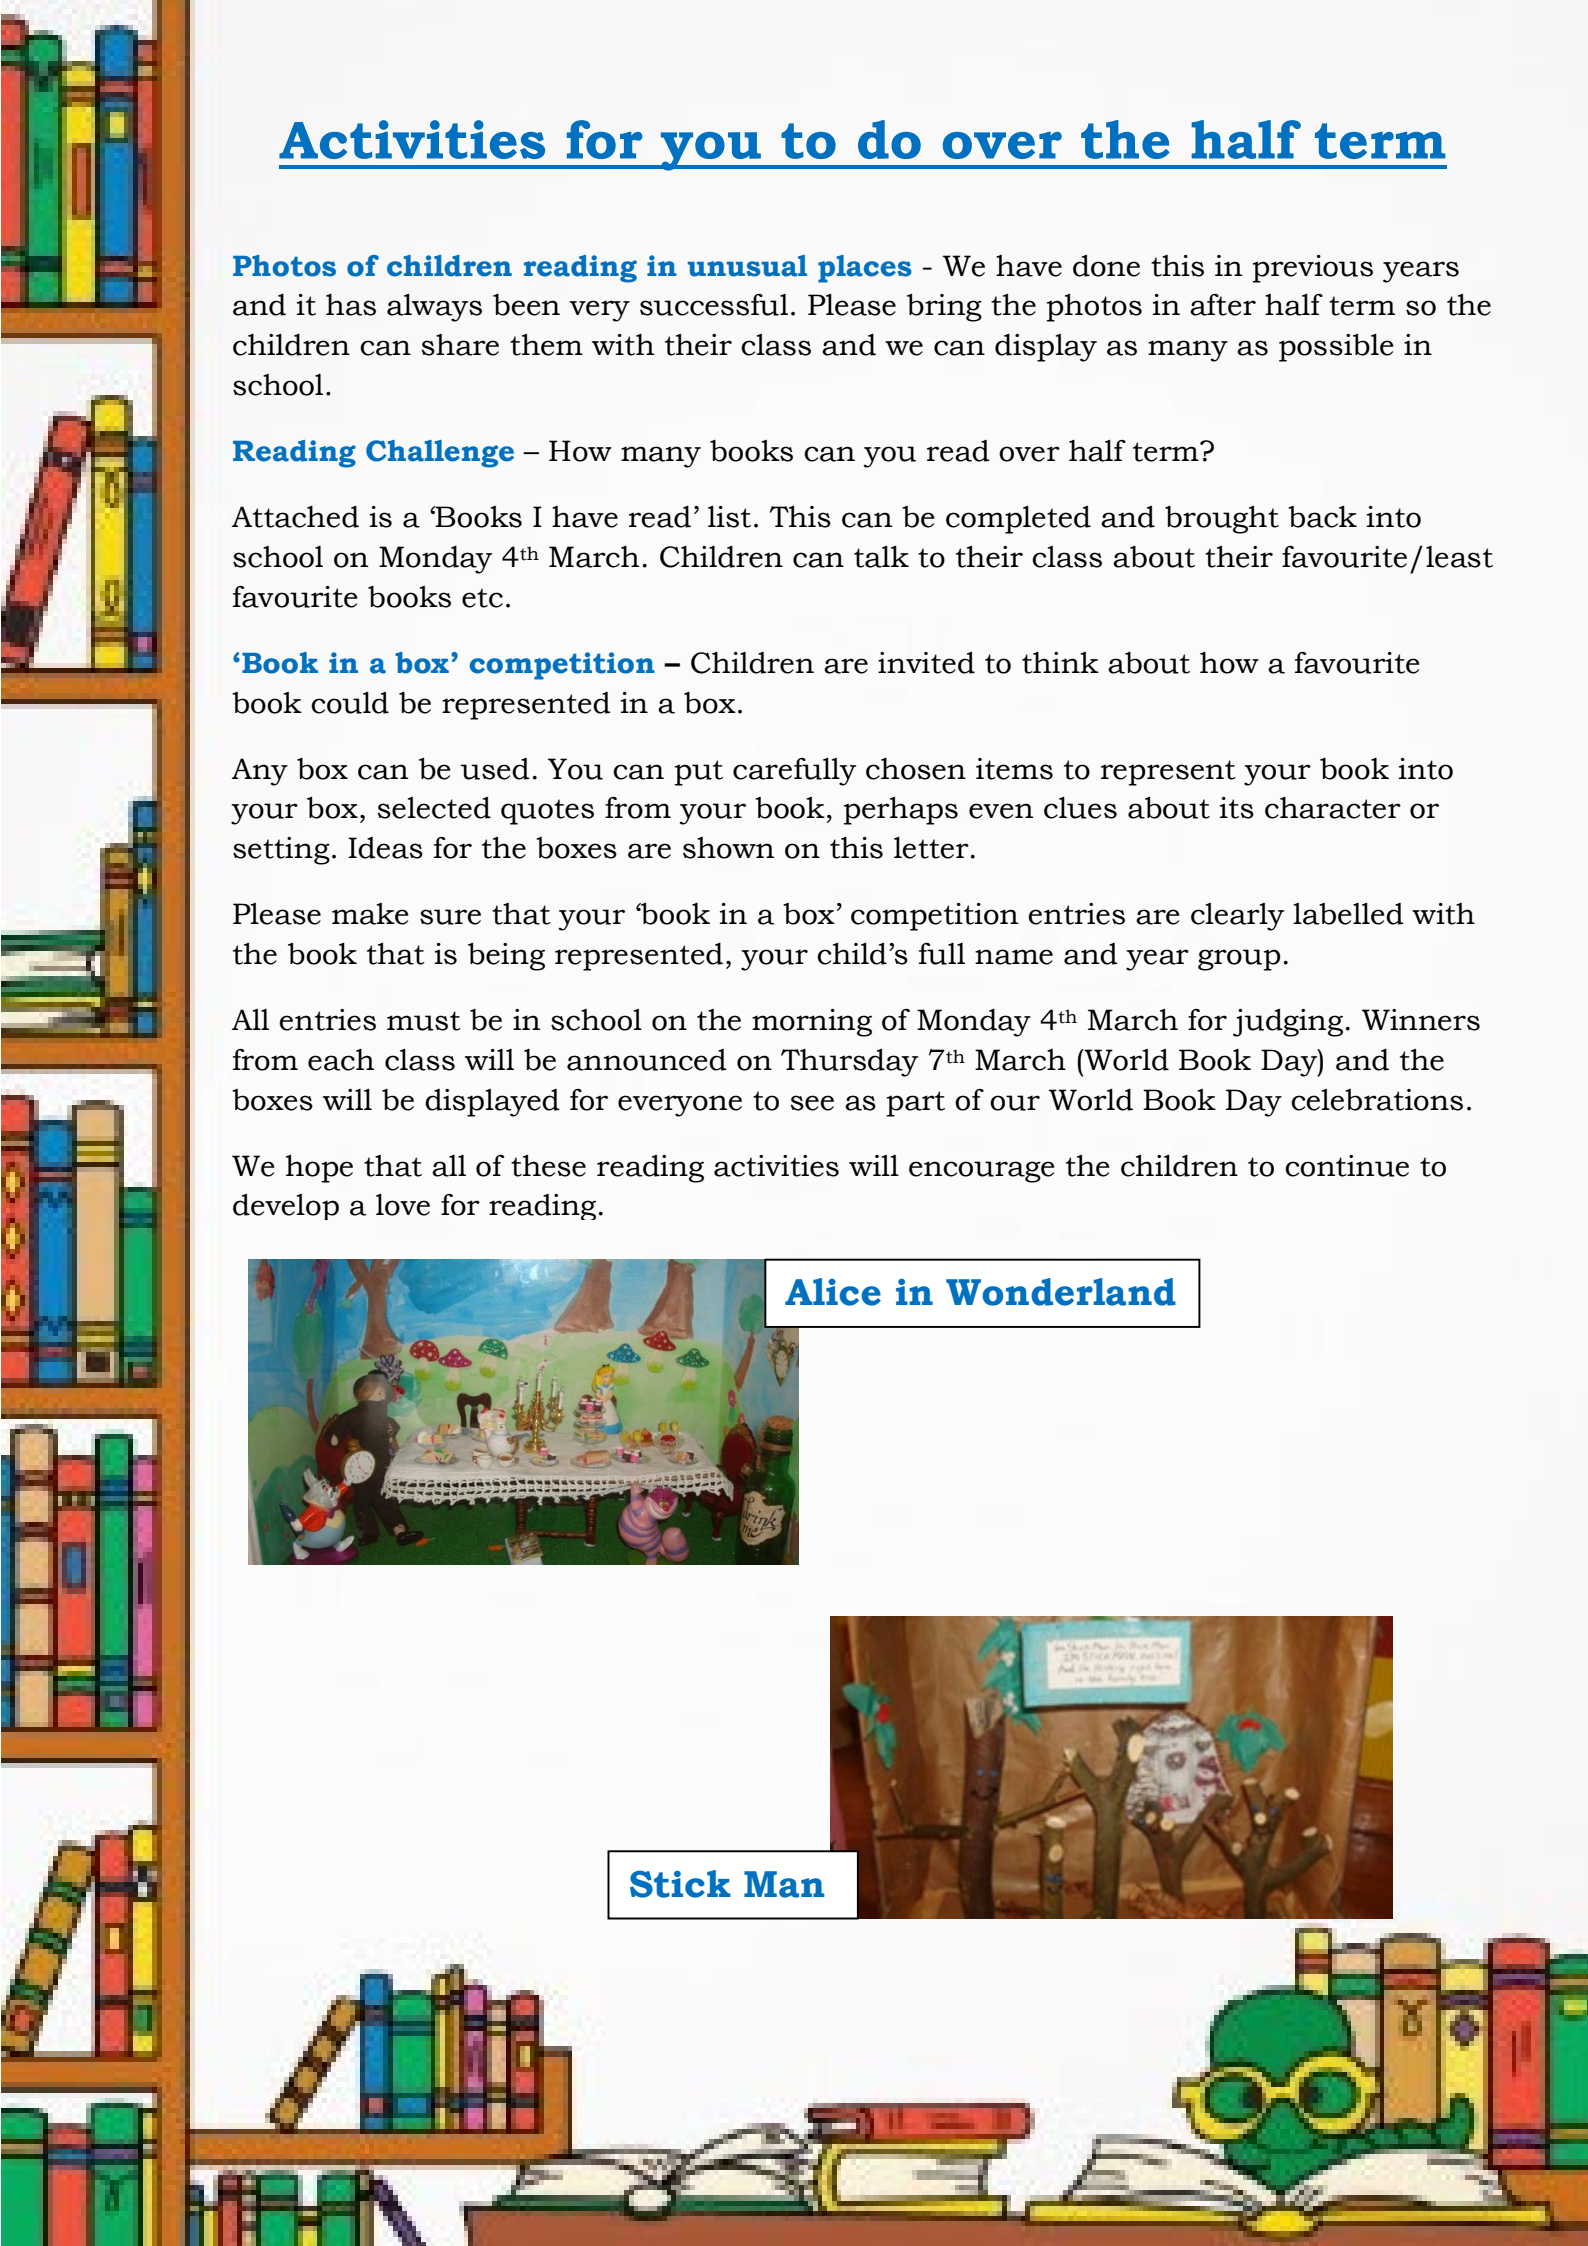 Activities for you to do over the half term
Photos of children reading in unusual places - We have done this in previous years
and it has always been very successful. Please bring the photos in after half term so the
children can share them with their class and we can display as many as possible in
school.
Reading Challenge – How many books can you read over half term?
Attached is a ‘Books I have read’ list. This can be completed and brought back into
school on Monday 4th March. Children can talk to their class about their favourite/least
favourite books etc.
‘Book in a box’ competition – Children are invited to think about how a favourite
book could be represented in a box.
Any box can be used. You can put carefully chosen items to represent your book into
your box, selected quotes from your book, perhaps even clues about its character or
setting. Ideas for the boxes are shown on this letter.
Please make sure that your ‘book in a box’ competition entries are clearly labelled with
the book that is being represented, your child’s full name and year group.
All entries must be in school on the morning of Monday 4th March for judging. Winners
from each class will be announced on Thursday 7th March (World Book Day) and the
boxes will be displayed for everyone to see as part of our World Book Day celebrations.
We hope that all of these reading activities will encourage the children to continue to
develop a love for reading.
Alice in Wonderland
drink
me
Stick Man